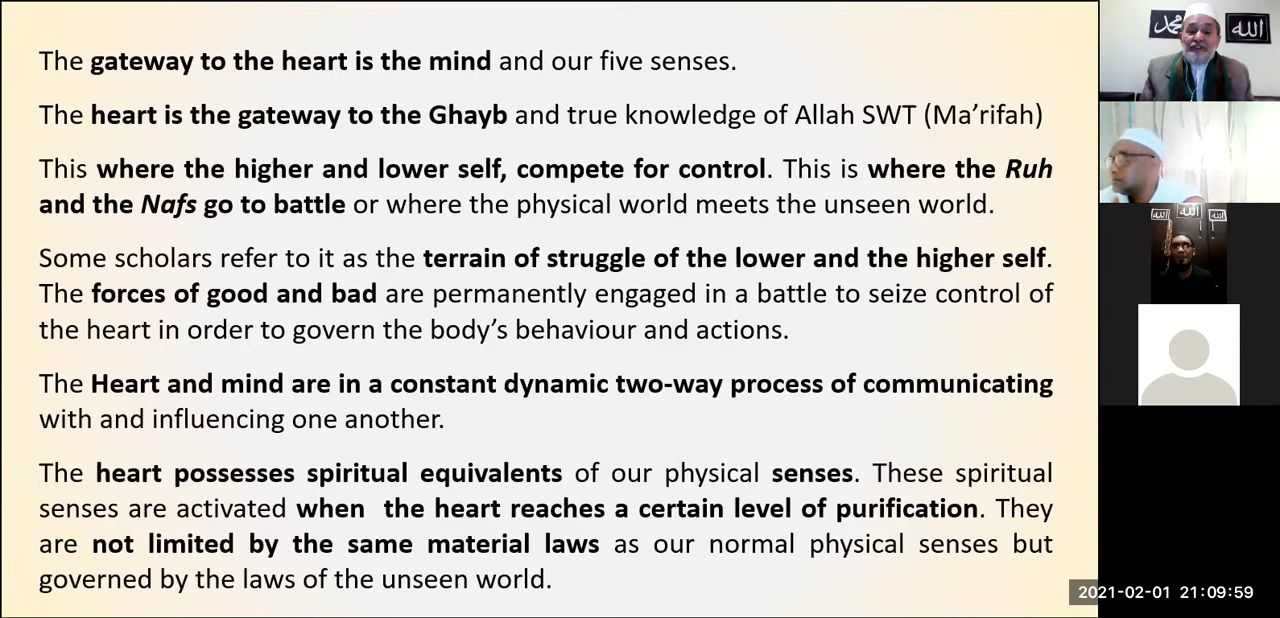 The gateway to the heart is the mind and our five senses.
The heart is the gateway to the Ghayb and true knowledge of Allah SWT (Ma’rifah)
This where the higher and lower self, compete for control. This is where the Ruh
and the Nafs go to battle or where the physical world meets the unseen world.
Some scholars refer to it as the terrain of struggle of the lower and the higher self.
The forces of good and bad are permanently engaged in a battle to seize control of
the heart in order to govern the body’s behaviour and actions.
The Heart and mind are in a constant dynamic two-way process of communicating
with and influencing one another.
The heart possesses spiritual equivalents of our physical senses. These spiritual
senses are activated when  the heart reaches a certain level of purification. They
are not limited by the same material laws as our normal physical senses but
governed by the laws of the unseen world.
محمد
الله
الله
2021-02-01 21:09:59